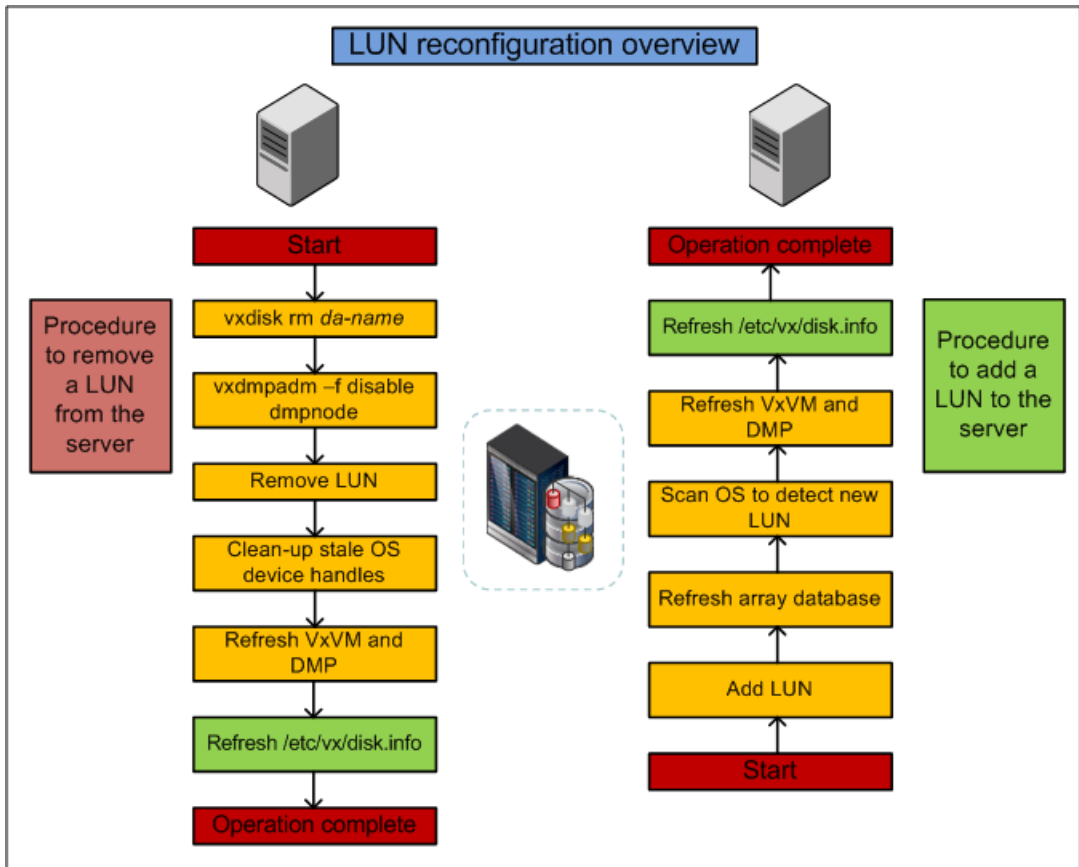 LUN reconfiguration overview
Start
vxdisk rm da-name
vxdmpadm –f disable
dmpnode
Remove LUN
Clean-up stale OS
device handles
Refresh VxVM and
DMP
Refresh /etc/vx/disk.info
Operation complete
Procedure
to remove
a LUN
from the
server
Operation complete
Refresh /etc/vx/disk.info
Refresh VxVM and
DMP
Scan OS to detect new
LUN
Refresh array database
Add LUN
Start
Procedure
to add a
LUN to the
server